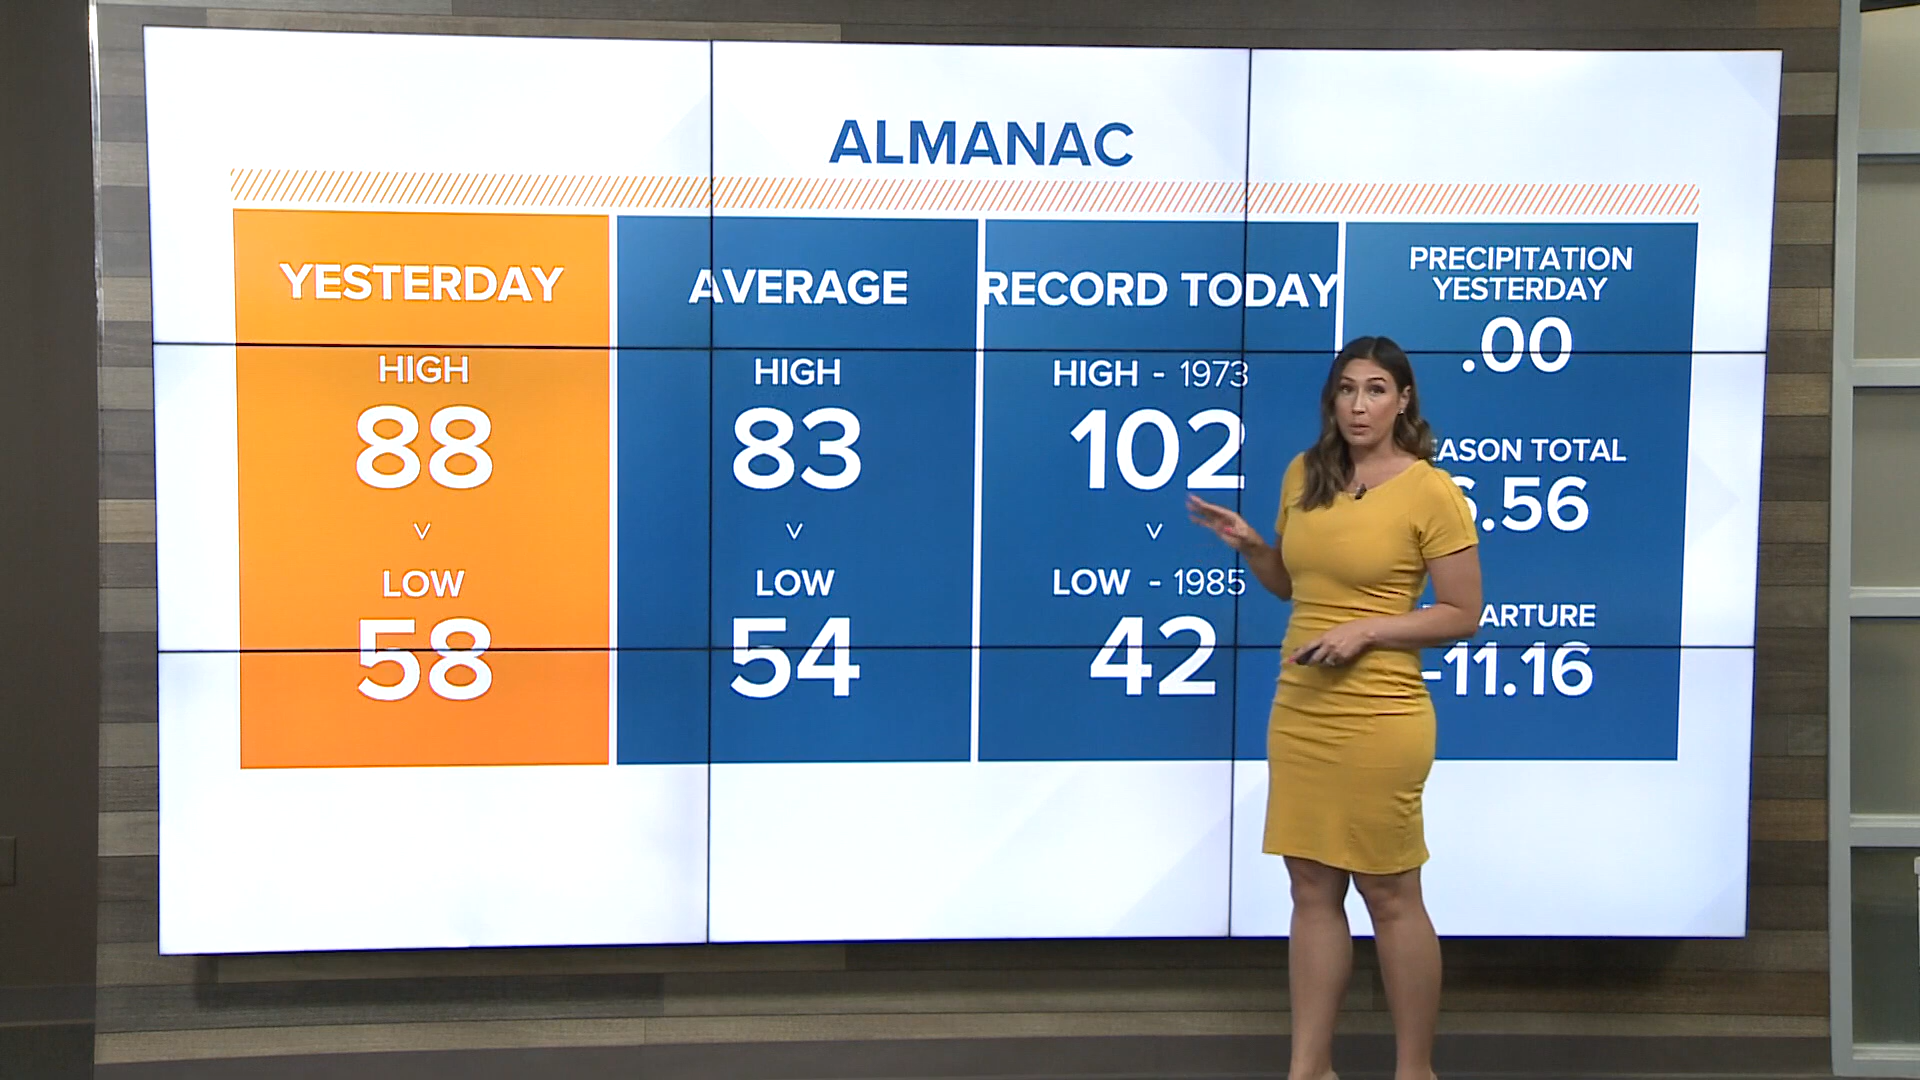 ALMANAC
YESTERDAY
HIGH
88
LOW
58
AVERAGE
HIGH
83
LOW
54
RECORD TODAY
HIGH - 1973
102
LOW - 1985
42
PRECIPITATION
YESTERDAY
.00
TOTAL
-11.16